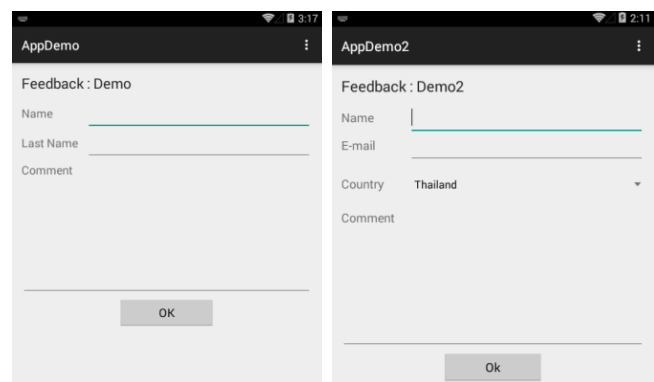 3:17
AppDemo
Feedback : Demo
Name
Last Name
Comment
OK
2:11
AppDemo2
Feedback : Demo2
Name
E-mail
Country Thailand
Comment
Ok